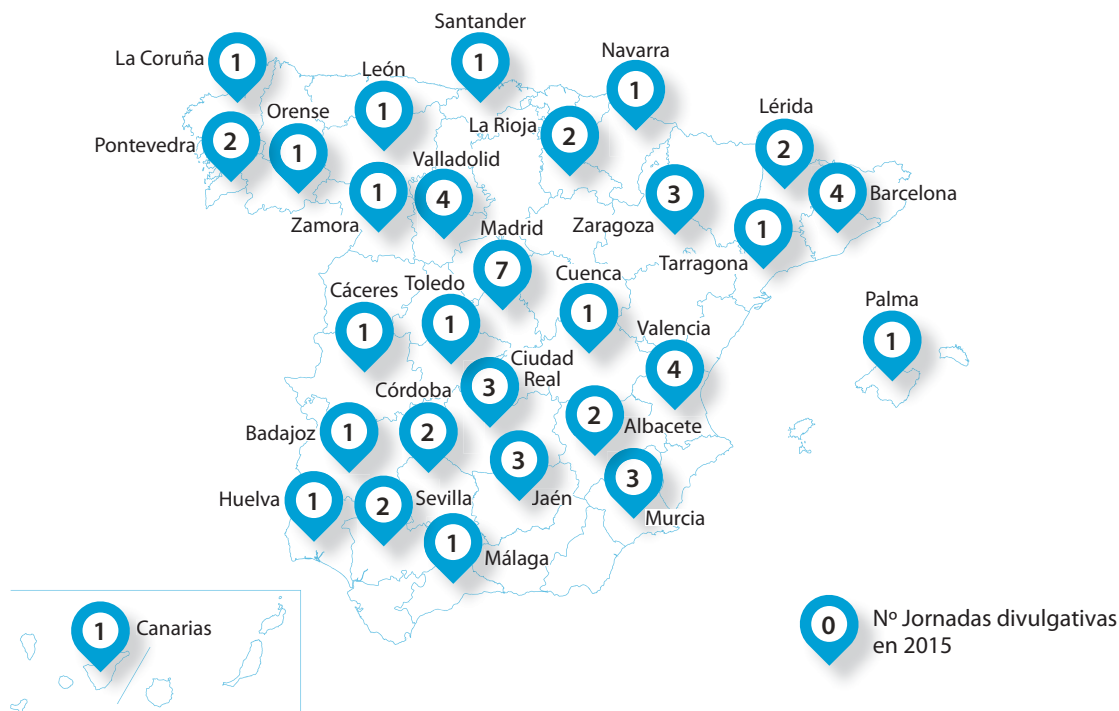 Santander
1
La Coruña
1
Navarra
1
León
1
Orense
1
La Rioja
2
Lérida
2
Pontevedra
2
Valladolid
4
Zamora
1
Zaragoza
3
Barcelona
4
Tarragona
1
Madrid
7
Cáceres
1
Toledo
1
Cuenca
1
Palma
1
Valencia
4
Ciudad
Real
3
Córdoba
2
Albacete
2
Badajoz
1
Jaén
3
Murcia
3
Huelva
1
Sevilla
2
Málaga
1
Canarias
1
0
Nº Jornadas divulgativas
en 2015